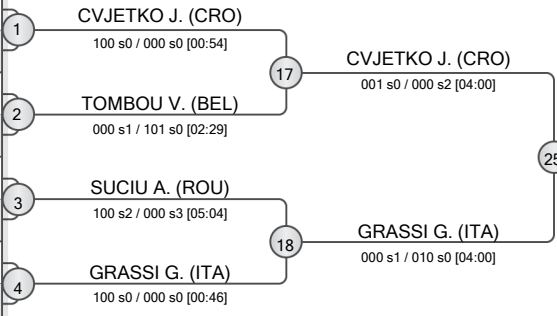 1
CVJETKO J. (CRO)
100 s0 / 000 s0 [00:54]
17
CVJETKO J. (CRO)
001 s0 / 000 s2 [04:00]
2
TOMBOU V. (BEL)
000 s1 / 101 s0 [02:29]
25
3
SUCIU A. (ROU)
100 s2 / 000 s3 [05:04]
18
GRASSI G. (ITA)
000 s1 / 010 s0 [04:00]
4
GRASSI G. (ITA)
100 s0 / 000 s0 [00:46]